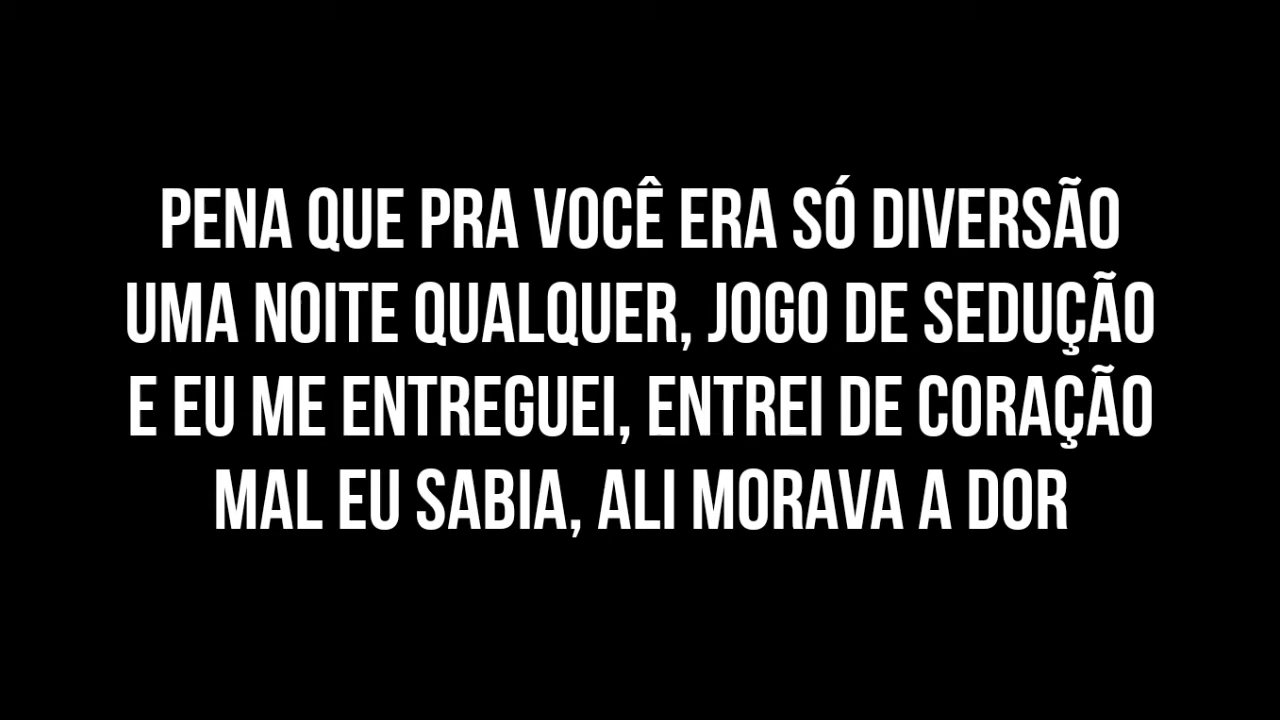 PENA QUE PRA VOCÊ ERA SÓ DIVERSÃO
UMA NOITE QUALQUER, JOGO DE SEDUÇÃO
E EU ME ENTREGUEI, ENTREI DE CORAÇÃO
MAL EU SABIA, ALI MORAVA A DOR